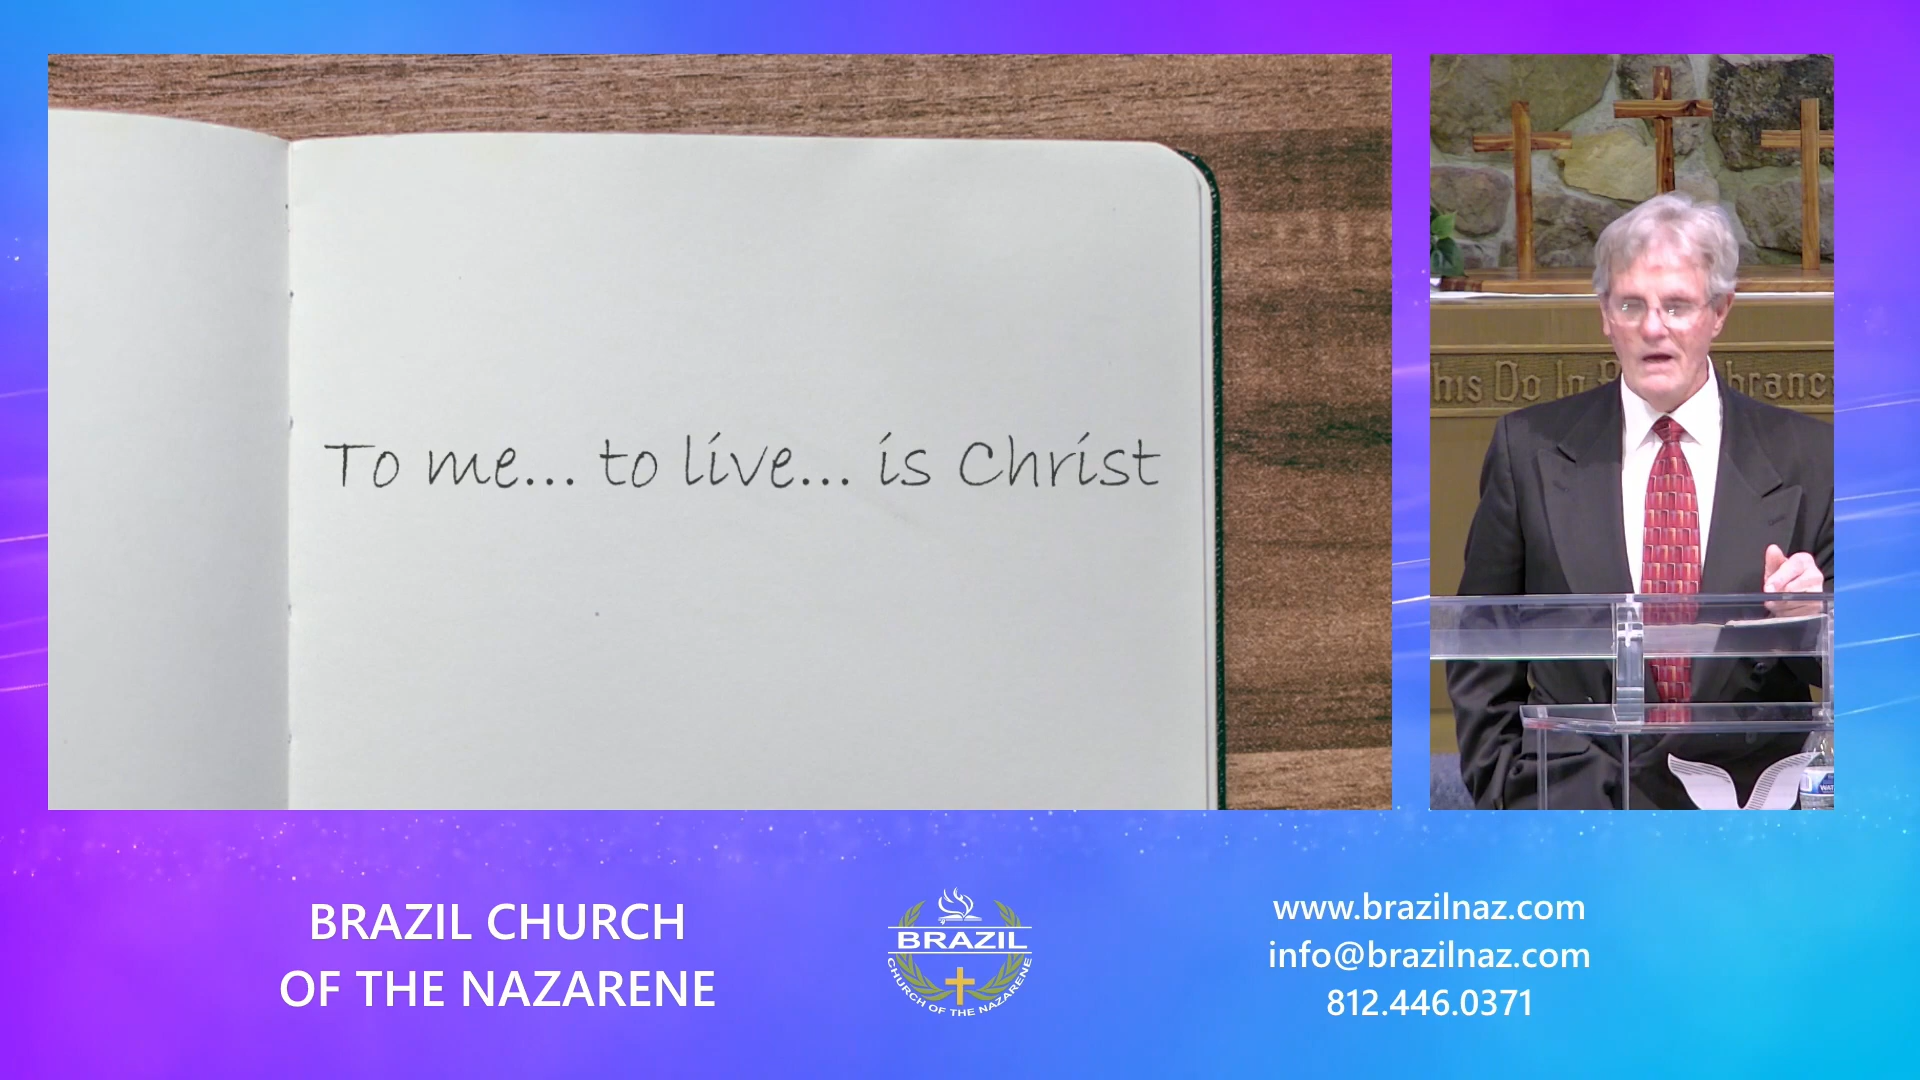 To me... to live... is Christ
his Do In R brance
BRAZIL CHURCH
OF THE NAZARENE
BRAZIL
CHURCH OF THE NAZARENE
www.brazilnaz.com
info@brazilnaz.com
812.446.0371